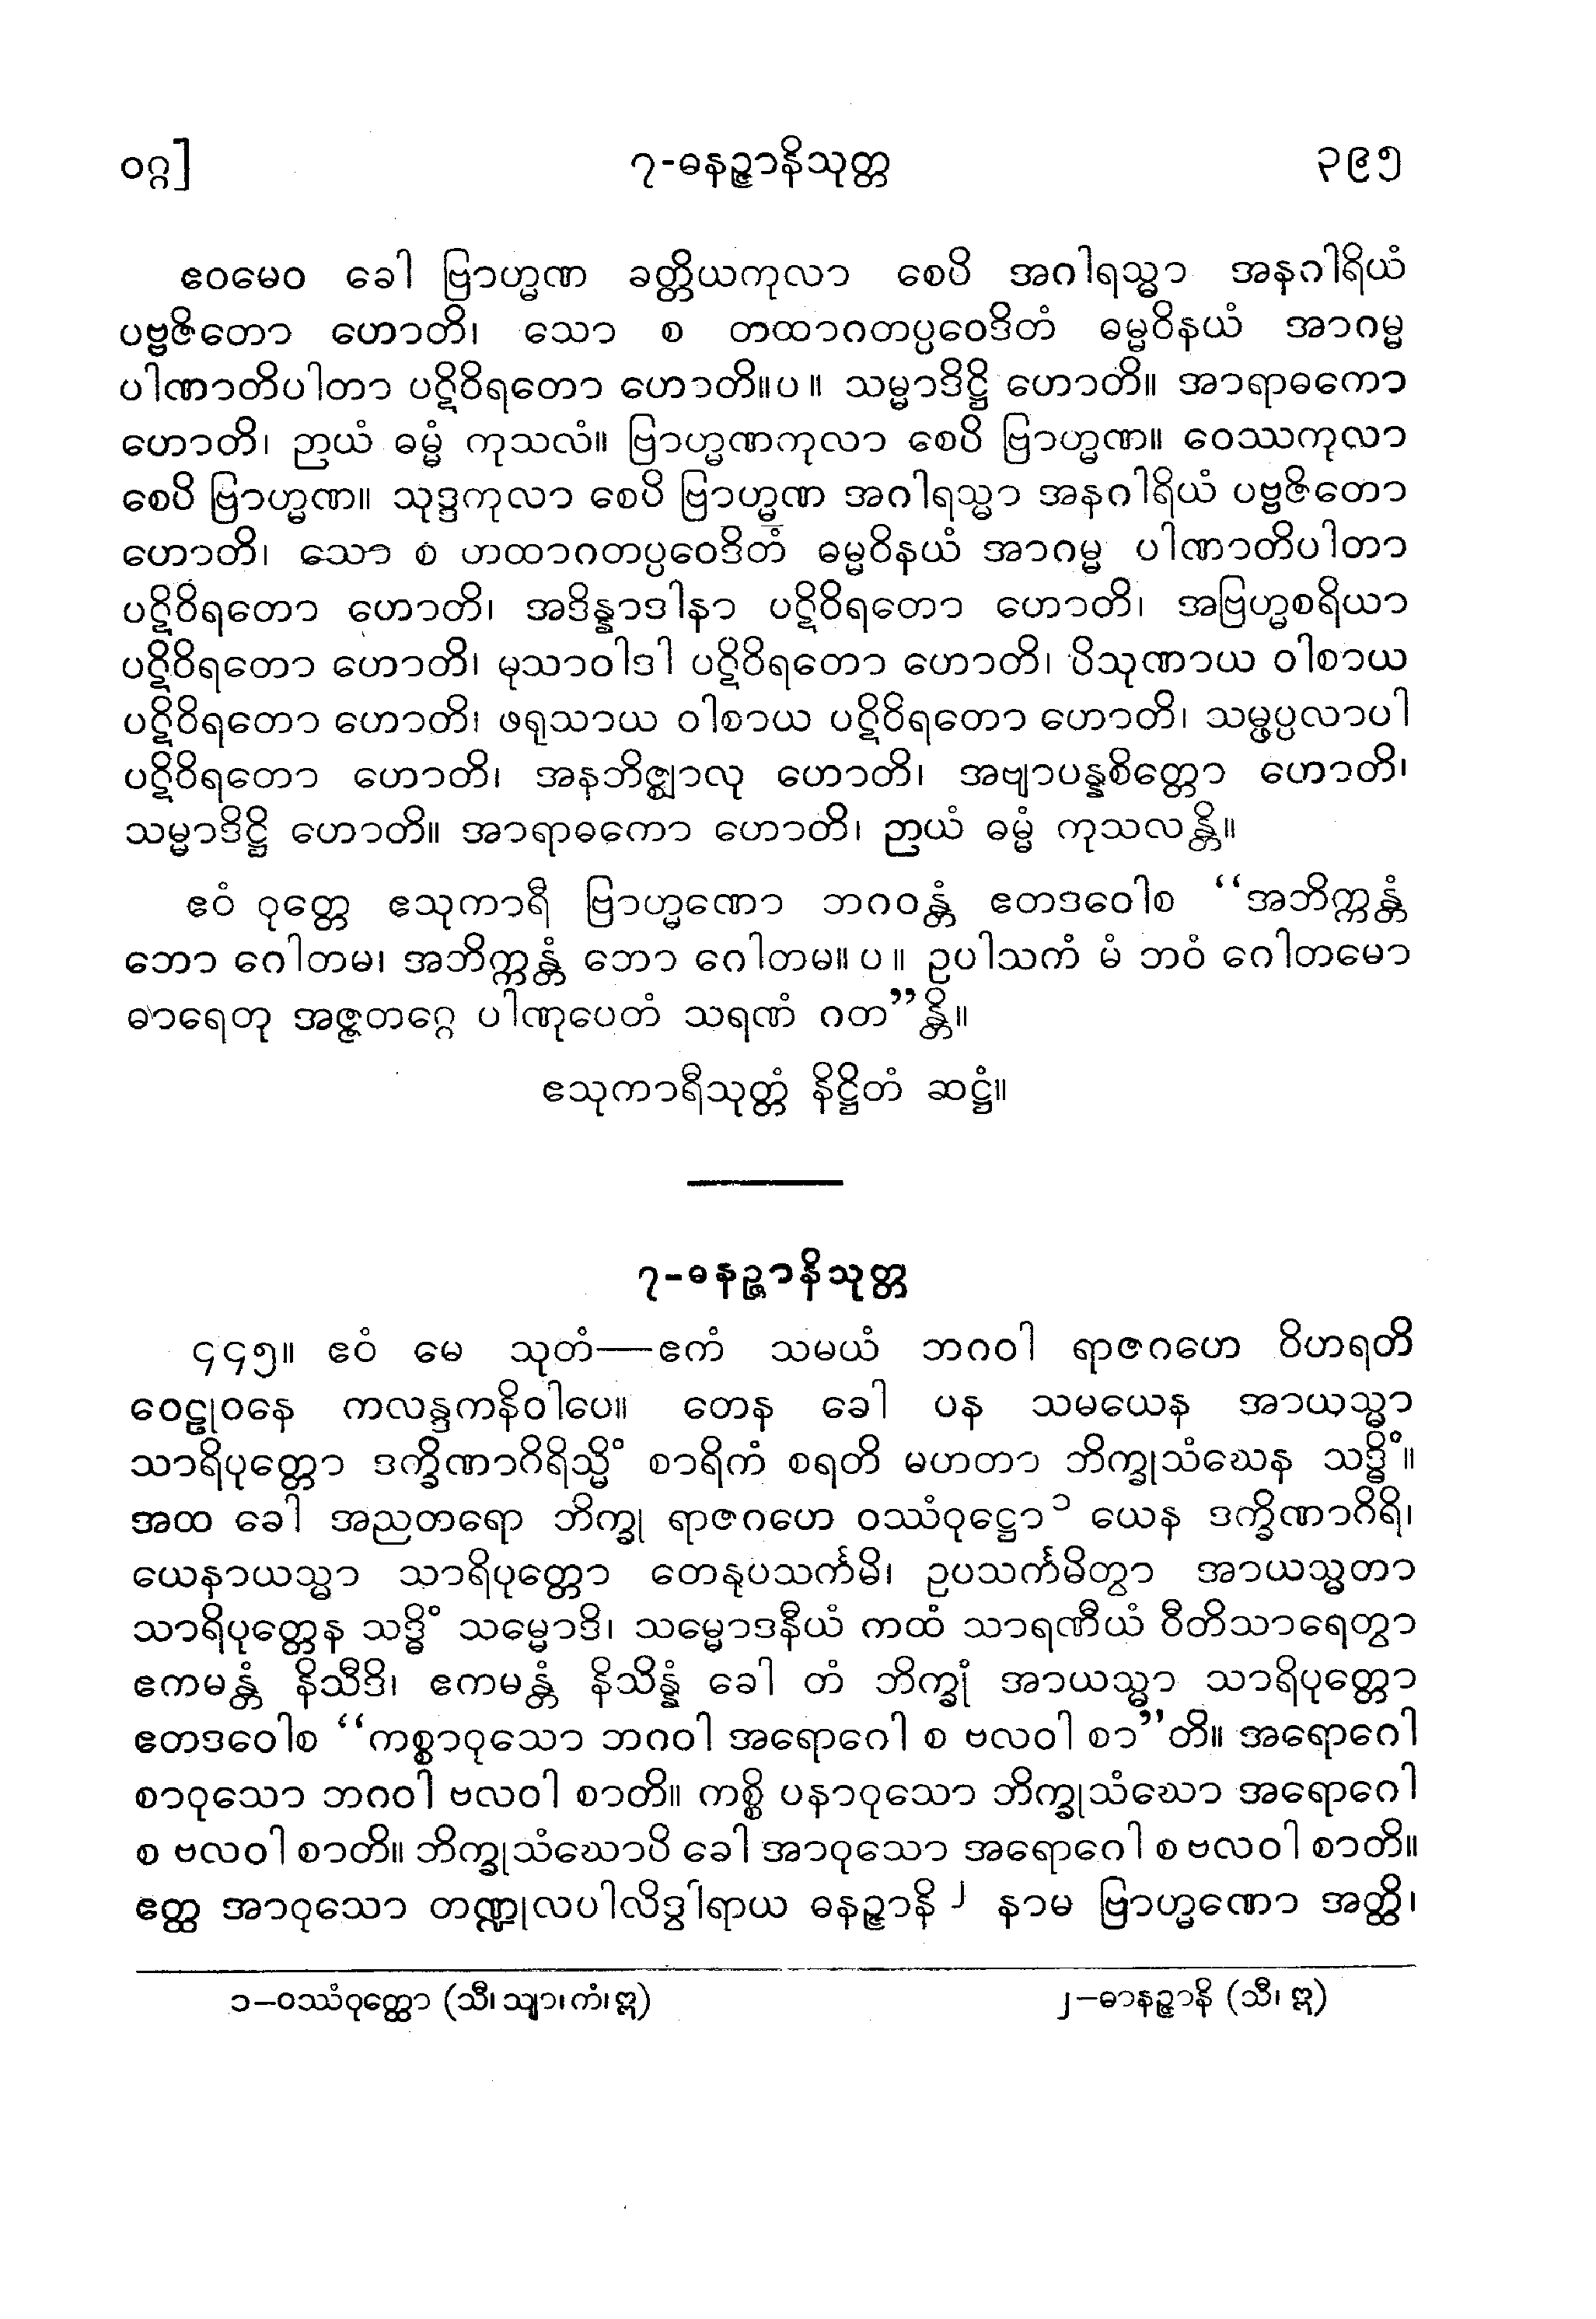 ဝဂ္ဂ]
၇-ဓနဉ္ဇာနိသုတ္တ
၃၉၅
ဧဝမေဝ ခေါ ဗြာဟ္မဏ ခတ္တိယကုလာ စေပိ အဂါရသ္မာ အနဂါရိယံ
ပဗ္ဗဇိတော ဟောတိ၊ သော စ တထာဂတပ္ပဝေဒိတံ ဓမ္မဝိနယံ အာဂမ္မ
ပါဏာတိပါတာ ပဋိဝိရတော ဟောတိ။ပ။ သမ္မာဒိဋ္ဌိ ဟောတိ။ အာရာဓကော
ဟောတိ၊ ဉာယံ ဓမ္မံ ကုသလံ။ ဗြာဟ္မဏကုလာ စေပိ ဗြာဟ္မဏ။ ဝေဿကုလာ
စေပိ ဗြာဟ္မဏ။ သုဒ္ဒကုလာ စေပိ ဗြာဟ္မဏ အဂါရသ္မာ အနဂါရိယံ ပဗ္ဗဇိတော
ဟောတိ၊ သော စ ဟထာဂတပ္ပဝေဒိတံ ဓမ္မဝိနယံ အာဂမ္မ ပါဏာတိပါတာ
ပဋိဝိရတော ဟောတိ၊ အဒိန္နာဒါနာ ပဋိဝိရတော ဟောတိ၊ အဗြဟ္မစရိယာ
ပဋိဝိရတော ဟောတိ၊ မုသာဝါဒါ ပဋိဝိရတော ဟောတိ၊ ပိသုဏာယ ဝါစာယ
ပဋိဝိရတော ဟောတိ၊ ဖရုသာယ ဝါစာယ ပဋိဝိရတော ဟောတိ၊ သမ္ဖပ္ပလာပါ
ပဋိဝိရတော ဟောတိ၊ အနဘိဇ္ဈာလု ဟောတိ၊ အဗျာပန္နစိတ္တော ဟောတိ၊
သမ္မာဒိဋ္ဌိ ဟောတိ။ အာရာဓကော ဟောတိ၊ ဉာယံ ဓမ္မံ ကုသလန္တိ။
ဧဝံ ဝုတ္တေ ဧသုကာရီ ဗြာဟ္မဏော ဘဂဝန္တံ ဧတဒဝေါစ “အဘိက္ကန္တံ
ဘော ဂေါတမ၊ အဘိက္ကန္တံ ဘော ဂေါတမ။ ပ ။ ဥပါသကံ မံ ဘဝံ ဂေါတမော
ဓာရေတု အဇ္ဇတဂ္ဂေ ပါဏုပေတံ သရဏံ ဂတ”န္တိ။
ဧသုကာရီသုတ္တံ နိဋ္ဌိတံ ဆဋ္ဌံ။
၇-ဓနဉ္ဇာနိသုတ္တ
၄၄၅။ ဧဝံ မေ သုတံ—ဧကံ သမယံ ဘဂဝါ ရာဇဂဟေ ဝိဟရတိ
ဝေဠုဝနေ ကလန္ဒကနိဝါပေ။ တေန ခေါ ပန သမယေန အာယသ္မာ
သာရိပုတ္တော ဒက္ခိဏာဂိရိသ္မိံ စာရိကံ စရတိ မဟတာ ဘိက္ခုသံဃေန သဒ္ဓိံ။
အထ ခေါ အညတရော ဘိက္ခု ရာဇဂဟေ ဝဿံဝုဋ္ဌော၁ ယေန ဒက္ခိဏာဂိရိ၊
ယေနာယသ္မာ သာရိပုတ္တော တေနုပသင်္ကမိ၊ ဥပသင်္ကမိတွာ အာယသ္မတာ
သာရိပုတ္တေန သဒ္ဓိံ သမ္မောဒိ၊ သမ္မောဒနီယံ ကထံ သာရဏီယံ ဝီတိသာရေတွာ
ဧကမန္တံ နိသီဒိ၊ ဧကမန္တံ နိသိန္နံ ခေါ တံ ဘိက္ခုံ အာယသ္မာ သာရိပုတ္တော
ဧတဒဝေါစ “ကစ္စာဝုသော ဘဂဝါ အရောဂေါ စ ဗလဝါ စာ”တိ။ အရောဂေါ
စာဝုသော ဘဂဝါ ဗလဝါ စာတိ။ ကစ္စိ ပနာဝုသော ဘိက္ခုသံဃော အရောဂေါ
စ ဗလဝါ စာတိ။ ဘိက္ခုသံဃောပိ ခေါ အာဝုသော အရောဂေါ စ ဗလဝါ စာတိ။
ဧတ္ထ အာဝုသော တဏ္ဍုလပါလိဒွါရာယ ဓနဉ္ဇာနိ၂ နာမ ဗြာဟ္မဏော အတ္ထိ၊
၁–ဝဿံဝုတ္ထော (သီ၊ သျာ၊ ကံ၊ ဣ)
၂–ဓာနဉ္ဇာနိ (သီ၊ ဣ)